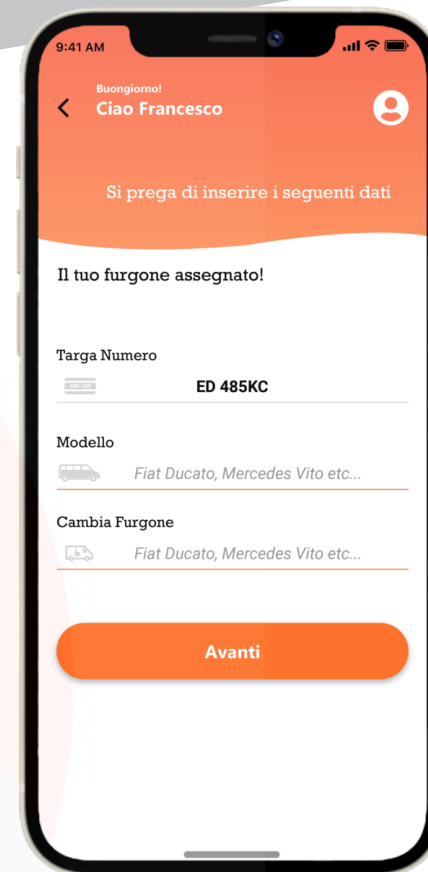 9:41 AM
Buongiorno!
Ciao Francesco
Si prega di inserire i seguenti dati
Il tuo furgone assegnato!
Targa Numero
ED 485KC
Modello
Fiat Ducato, Mercedes Vito etc...
Cambia Furgone
Fiat Ducato, Mercedes Vito etc...
Avanti